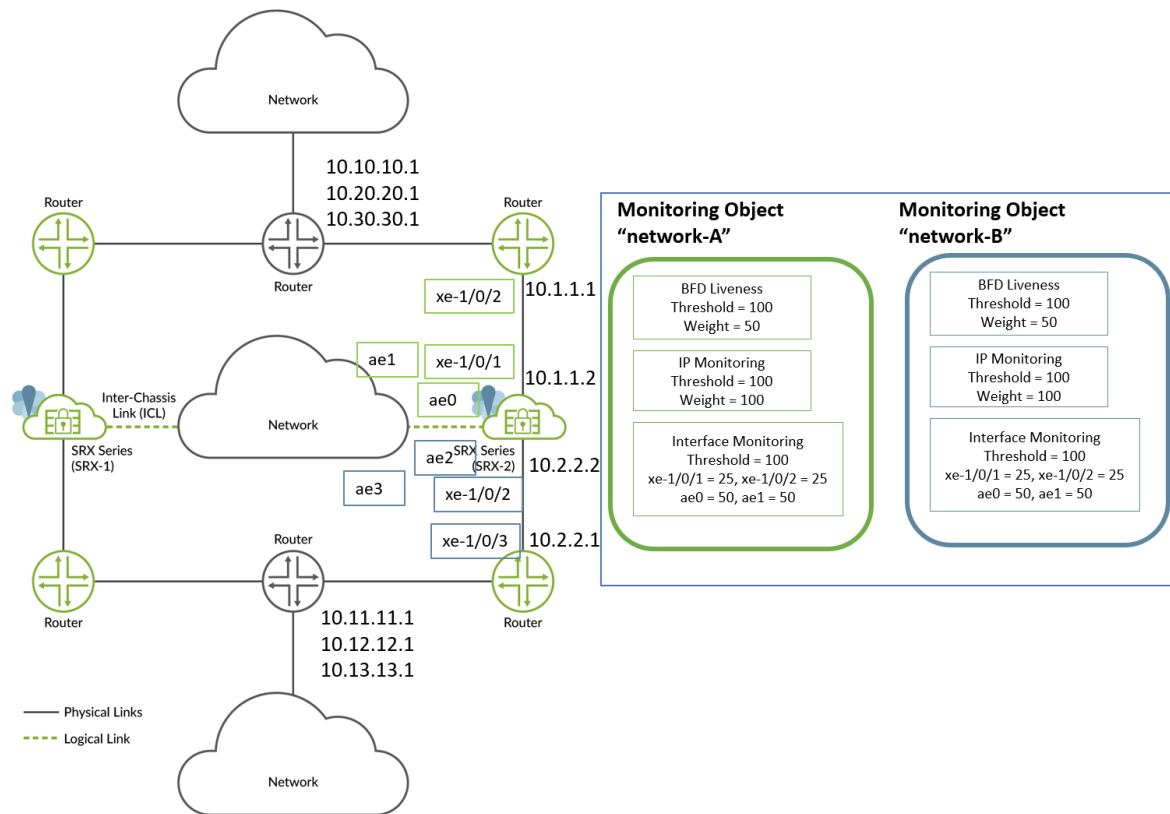 Network
10.10.10.1
10.20.20.1
10.30.30.1
Router
Router
Router
Monitoring Object
“network-A”
BFD Liveness
Threshold = 100
Weight = 50
IP Monitoring
Threshold = 100
Weight = 100
Interface Monitoring
Threshold = 100
xe-1/0/1 = 25, xe-1/0/2 = 25
ae0 = 50, ae1 = 50
Monitoring Object
“network-B”
BFD Liveness
Threshold = 100
Weight = 50
IP Monitoring
Threshold = 100
Weight = 100
Interface Monitoring
Threshold = 100
xe-1/0/1 = 25, xe-1/0/2 = 25
ae0 = 50, ae1 = 50
xe-1/0/2
10.1.1.1
ae1
xe-1/0/1
10.1.1.2
ae0
Inter-Chassis
Link (ICL)
Network
SRX Series
(SRX-1)
ae2
SRX Series
(SRX-2)
10.2.2.2
ae3
xe-1/0/2
xe-1/0/3
10.2.2.1
Router
Router
Router
10.11.11.1
10.12.12.1
10.13.13.1
Physical Links
Logical Link
Network